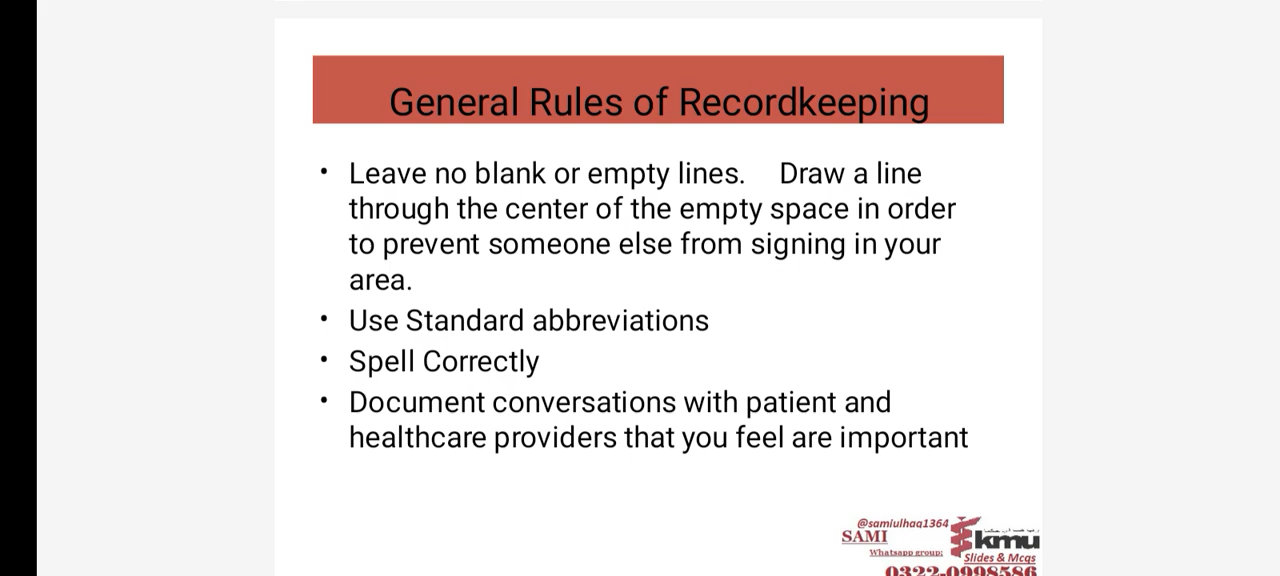 General Rules of Recordkeeping
• Leave no blank or empty lines. Draw a line
through the center of the empty space in order
to prevent someone else from signing in your
area.
• Use Standard abbreviations
• Spell Correctly
• Document conversations with patient and
healthcare providers that you feel are important
@samiulhaq1364
SAMI
kmu
Whatsapp group:
Slides & Mcqs
0322-0998586